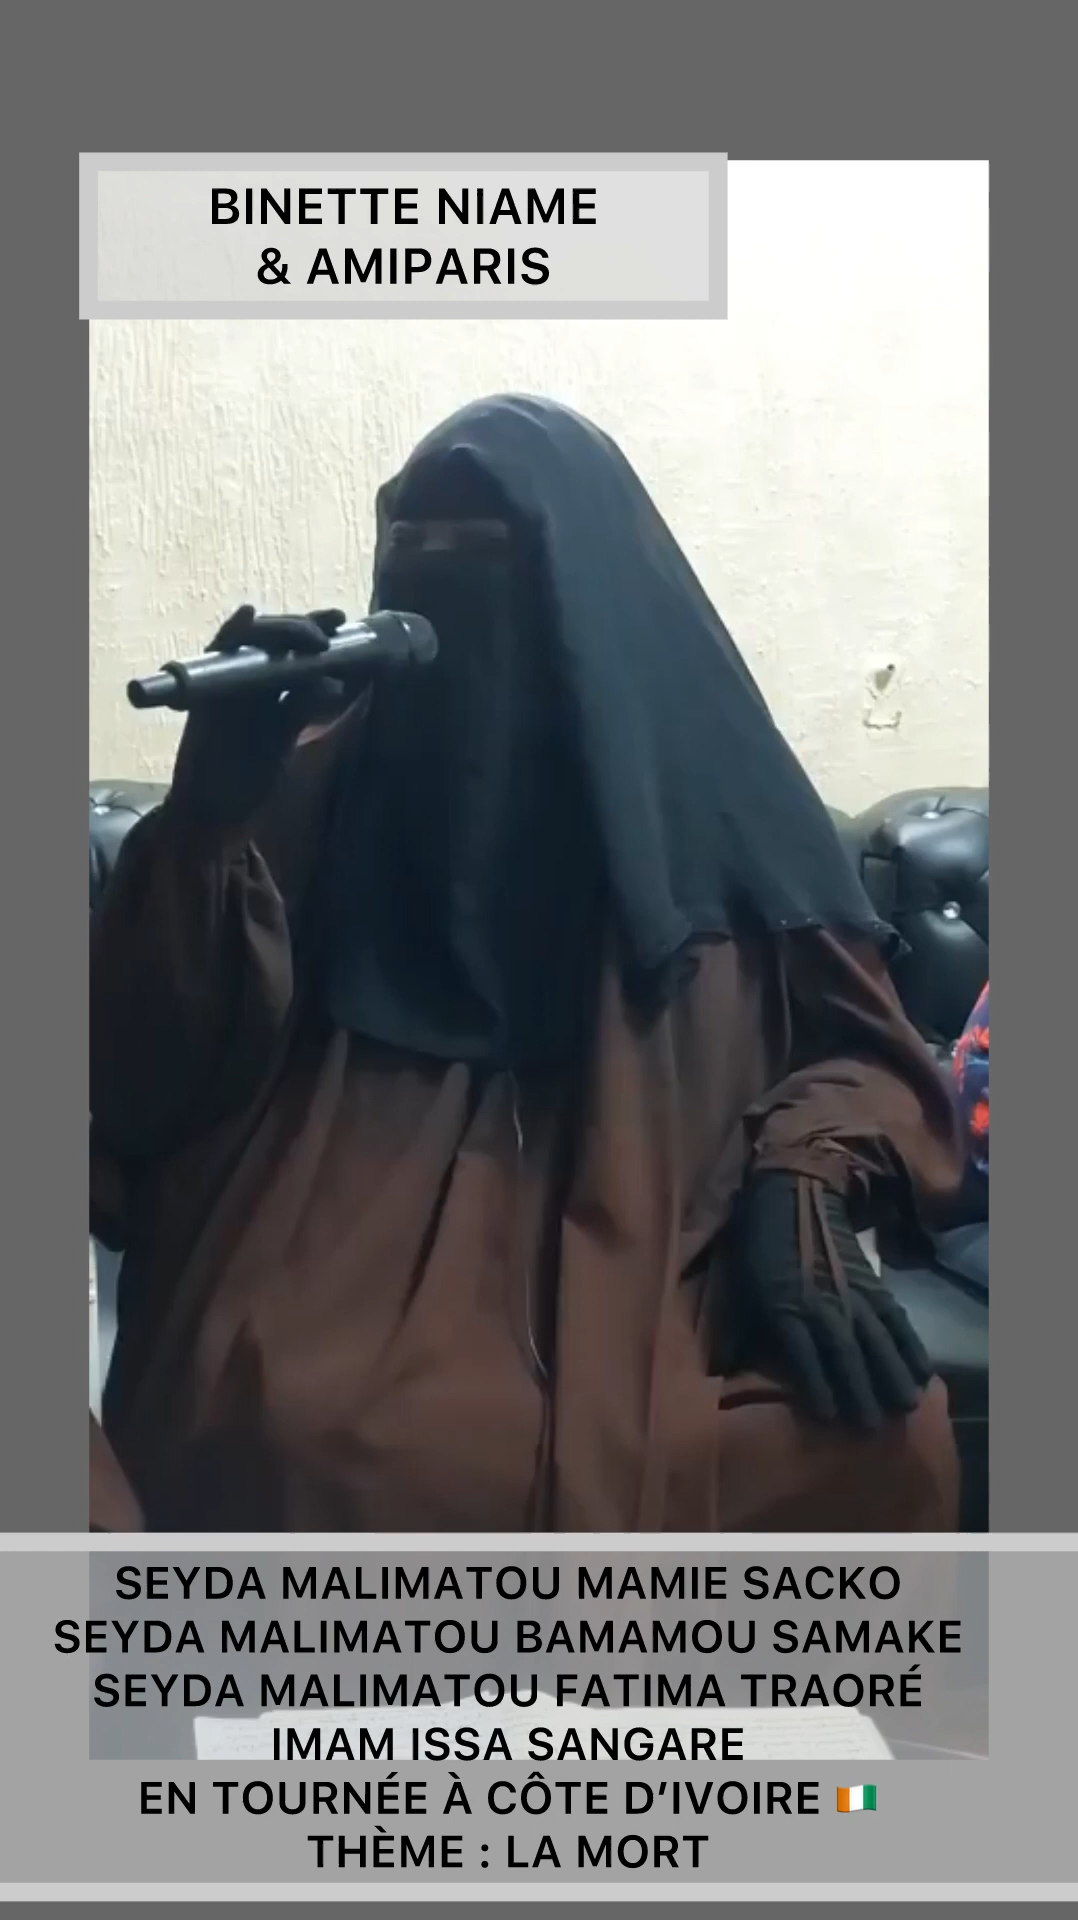 BINETTE NIAME
& AMIPARIS
SEYDA MALIMATOU MAMIE SACKO
SEYDA MALIMATOU BAMAMOU SAMAKE
SEYDA MALIMATOU FATIMA TRAORÉ
IMAM ISSA SANGARE
EN TOURNÉE À CÔTE D’IVOIRE 🇨🇮
THÈME : LA MORT